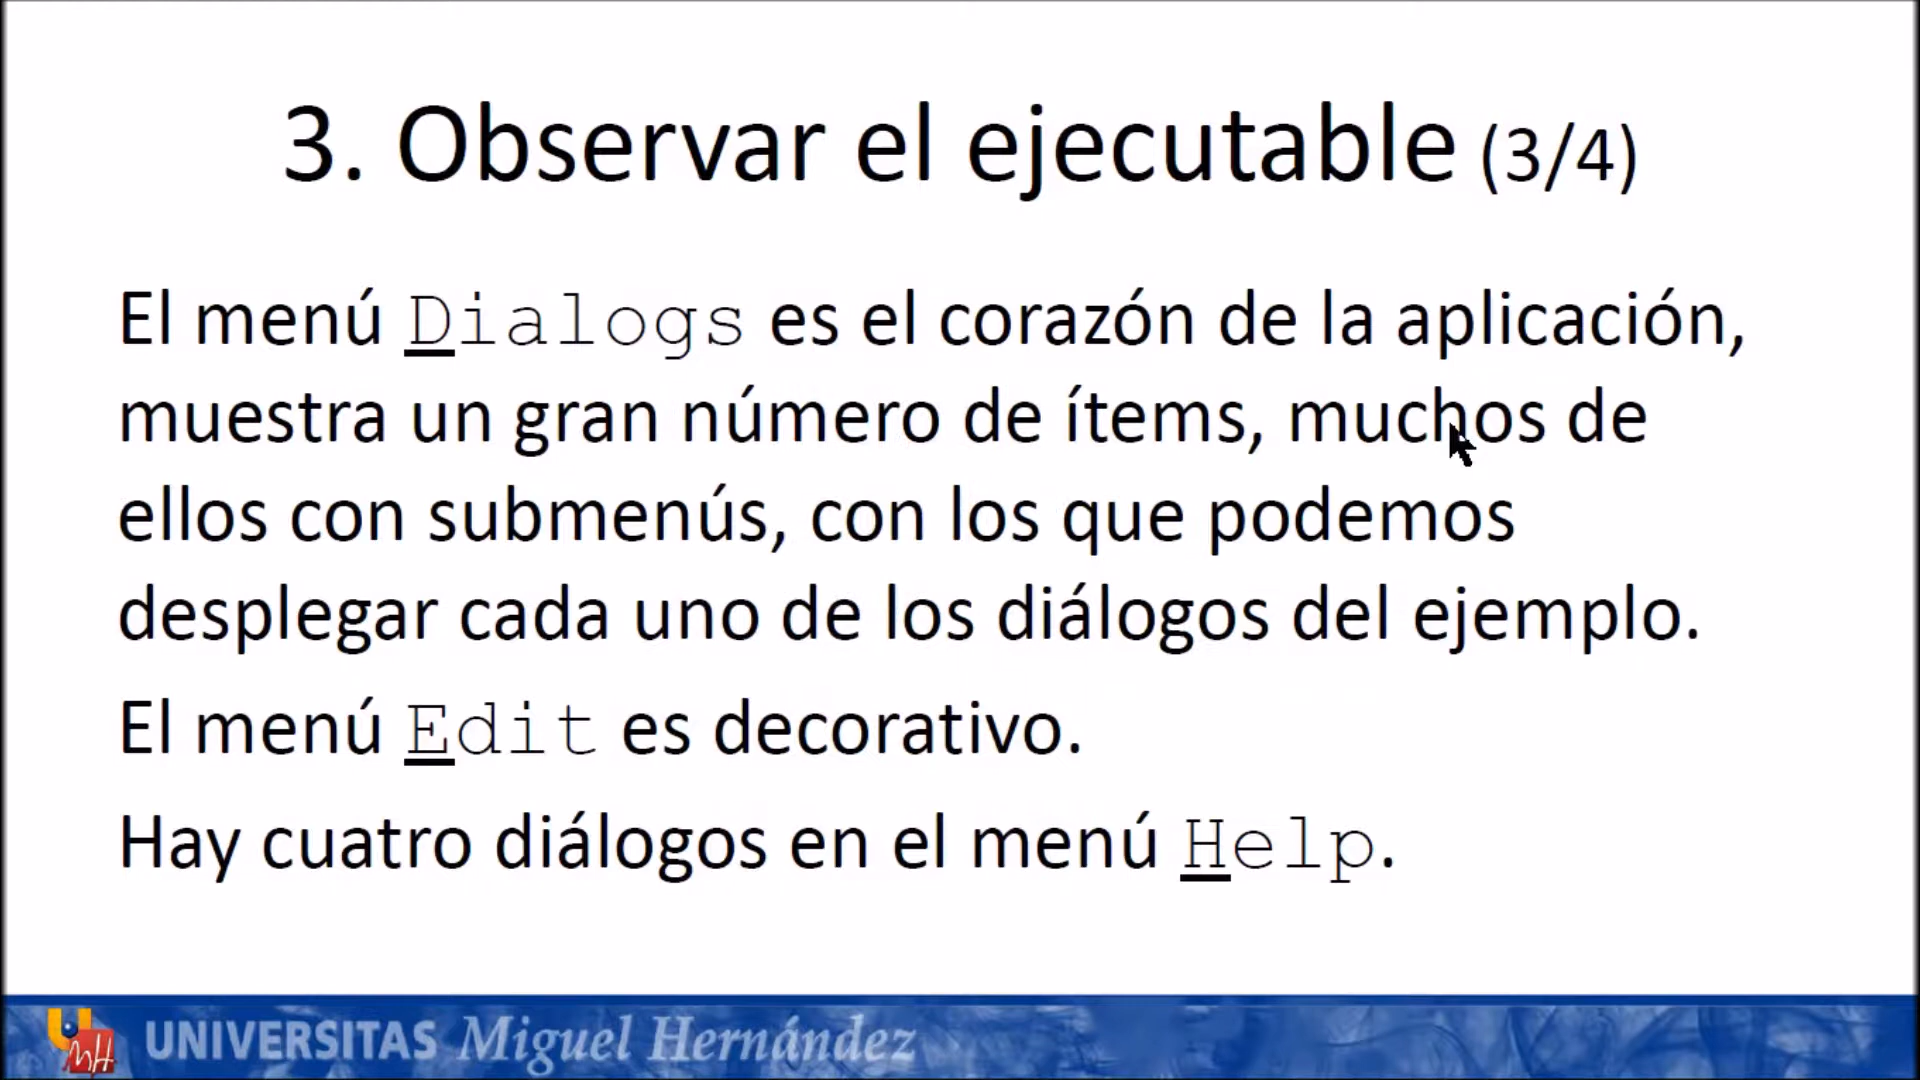 3. Observar el ejecutable (3/4)
El menú Dialogs es el corazón de la aplicación,
muestra un gran número de ítems, muchos de
ellos con submenús, con los que podemos
desplegar cada uno de los diálogos del ejemplo.
El menú Edit es decorativo.
Hay cuatro diálogos en el menú Help.
UNIVERSITAS Miguel Hernández